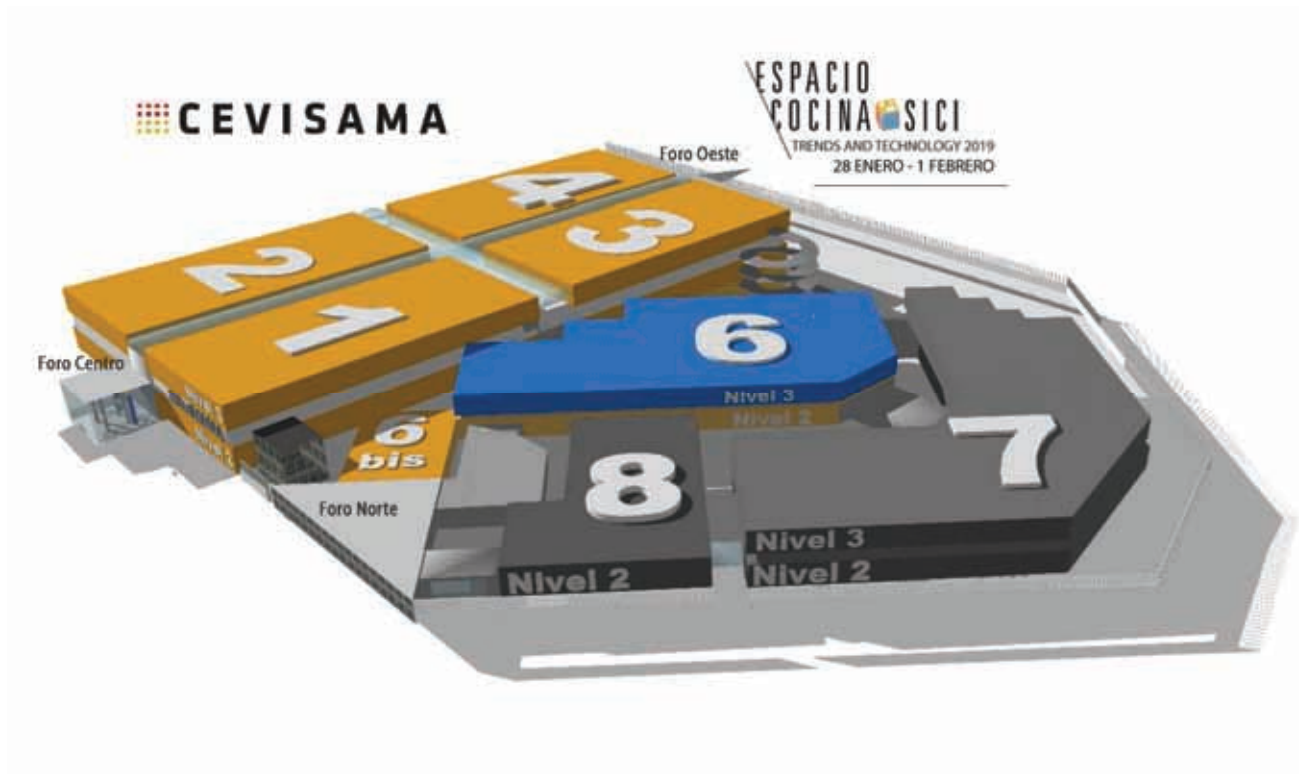 CEVISAMA
ESPACIO
COCINA SICI
TRENDS AND TECHNOLOGY 2019
28 ENERO - 1 FEBRERO
Foro Oeste
4
3
2
1
6
Foro Centro
Nivel 3
Nivel 2
6
bis
7
8
Foro Norte
Nivel 3
Nivel 2
Nivel 2